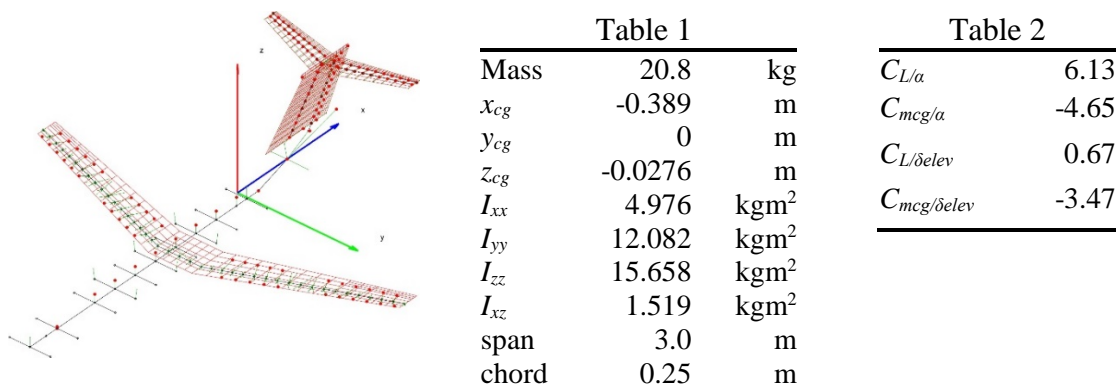 z
x
y
Table 1
Mass 20.8 kg
x_cg -0.389 m
y_cg 0 m
z_cg -0.0276 m
I_xx 4.976 kgm²
I_yy 12.082 kgm²
I_zz 15.658 kgm²
I_xz 1.519 kgm²
span 3.0 m
chord 0.25 m
Table 2
C_L/α 6.13
C_mcg/α -4.65
C_L/δelev 0.67
C_mcg/δelev -3.47